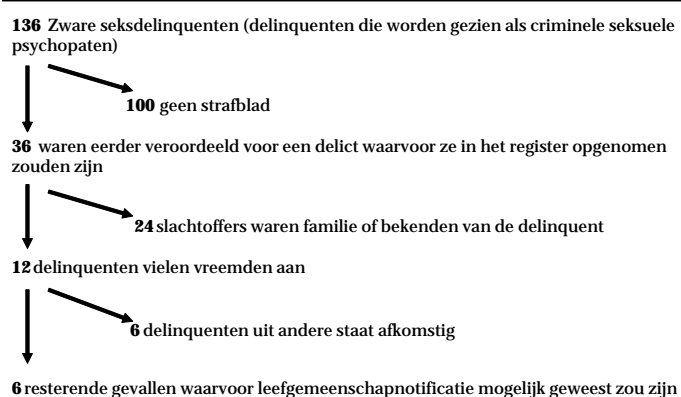 136 Zware seksdelinquenten (delinquenten die worden gezien als criminele seksuele
psychopaten)
100 geen strafblad
36 waren eerder veroordeeld voor een delict waarvoor ze in het register opgenomen
zouden zijn
24 slachtoffers waren familie of bekenden van de delinquent
12 delinquenten vielen vreemden aan
6 delinquenten uit andere staat afkomstig
6 resterende gevallen waarvoor leefgemeenschapnotificatie mogelijk geweest zou zijn